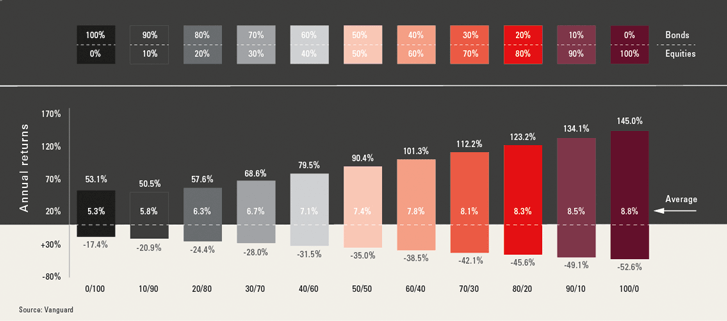 100% 90% 80% 70% 60% 50% 40% 30% 20% 10% 0% Bonds
0% 10% 20% 30% 40% 50% 60% 70% 80% 90% 100% Equities
Annual returns
170%
120%
70%
20%
+30%
-80%
53.1% 50.5% 57.6% 68.6% 79.5% 90.4% 101.3% 112.2% 123.2% 134.1% 145.0%
5.3% 5.8% 6.3% 6.7% 7.1% 7.4% 7.8% 8.1% 8.3% 8.5% 8.8% Average
-17.4% -20.9% -24.4% -28.0% -31.5% -35.0% -38.5% -42.1% -45.6% -49.1% -52.6%
0/100 10/90 20/80 30/70 40/60 50/50 60/40 70/30 80/20 90/10 100/0
Source: Vanguard